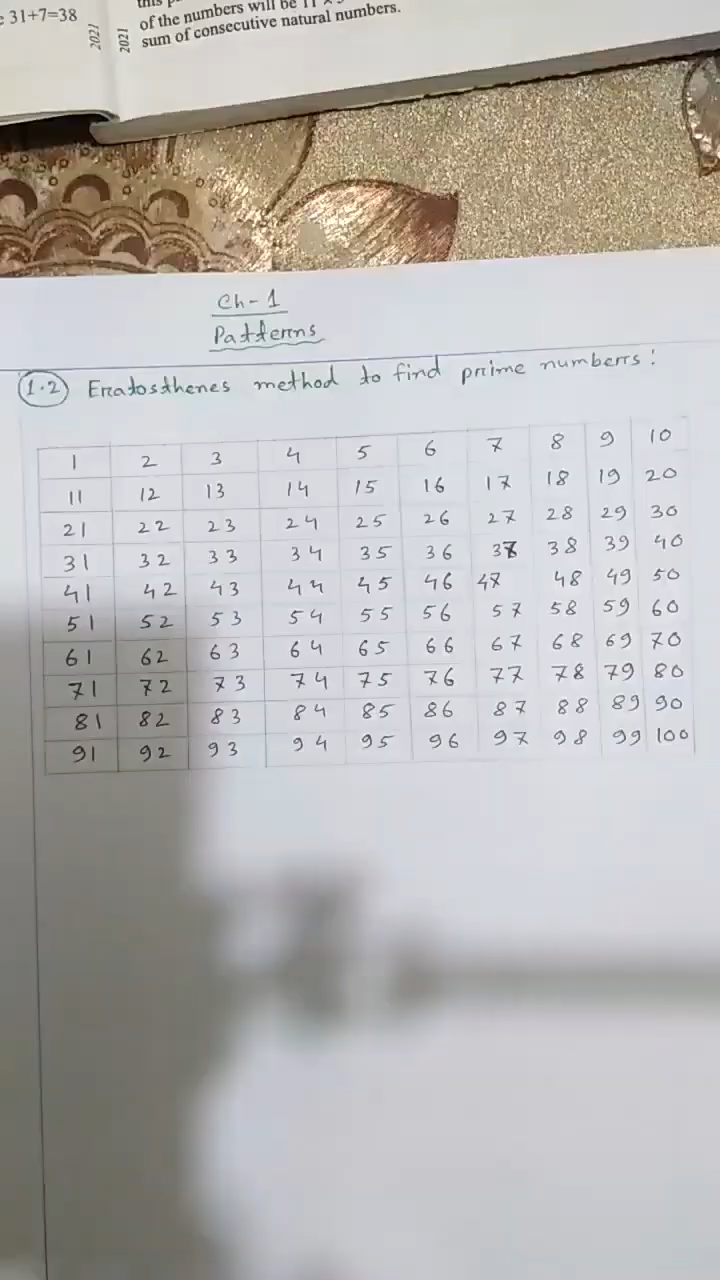 31+7=38
2021
2021
of the numbers will be 11 ×
sum of consecutive natural numbers.
Ch-1
Patterns
1.2 Eratosthenes method to find prime numbers:
1 2 3 4 5 6 7 8 9 10
11 12 13 14 15 16 17 18 19 20
21 22 23 24 25 26 27 28 29 30
31 32 33 34 35 36 37 38 39 40
41 42 43 44 45 46 47 48 49 50
51 52 53 54 55 56 57 58 59 60
61 62 63 64 65 66 67 68 69 70
71 72 73 74 75 76 77 78 79 80
81 82 83 84 85 86 87 88 89 90
91 92 93 94 95 96 97 98 99 100